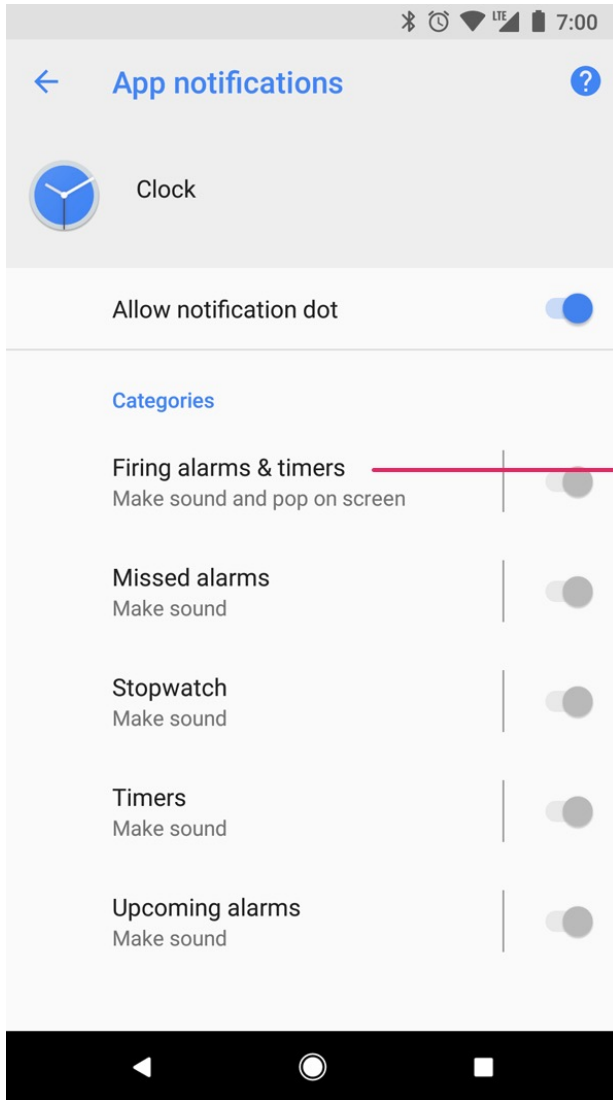 LTE 7:00
App notifications ?
Clock
Allow notification dot
Categories
Firing alarms & timers
Make sound and pop on screen
Missed alarms
Make sound
Stopwatch
Make sound
Timers
Make sound
Upcoming alarms
Make sound